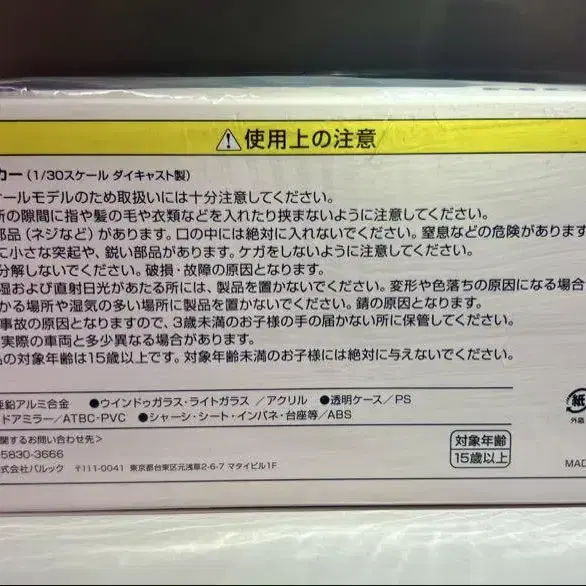 ⚠使用上の注意
カー（1/30スケール ダイキャスト製）
ールモデルのため取扱いには十分注意してください。
所の隙間に指や髪の毛や衣類などを入れたり挟まないように注意してください。
部品（ネジなど）があります。口の中には絶対に入れないでください。窒息などの危険があります
に小さな突起や、鋭い部品があります。ケガをしないように注意してください。
分解しないでください。破損・故障の原因となります。
湿および直射日光があたる所には、製品を置かないでください。変形や色落ちの原因になる場合
かる場所や湿気の多い場所に製品を置かないでください。錆の原因となります。
事故の原因となりますので、3歳未満のお子様の手の届かない所に保管してください。
実際の車両と多少異なる場合があります。
品の対象年齢は15歳以上です。対象年齢未満のお子様には絶対に与えないでください。
亜鉛アルミ合金 ●ウインドゥガラス・ライトガラス／アクリル ●透明ケース／PS
ドアミラー／ATBC-PVC ●シャーシ・シート・インパネ・台座等／ABS
関するお問い合わせ先＞
5830-3666
式会社パルック 〒111-0041 東京都台東区元浅草2-6-7 マタイビル1F
対象年齢
15歳以上
紙
外箱
MAD